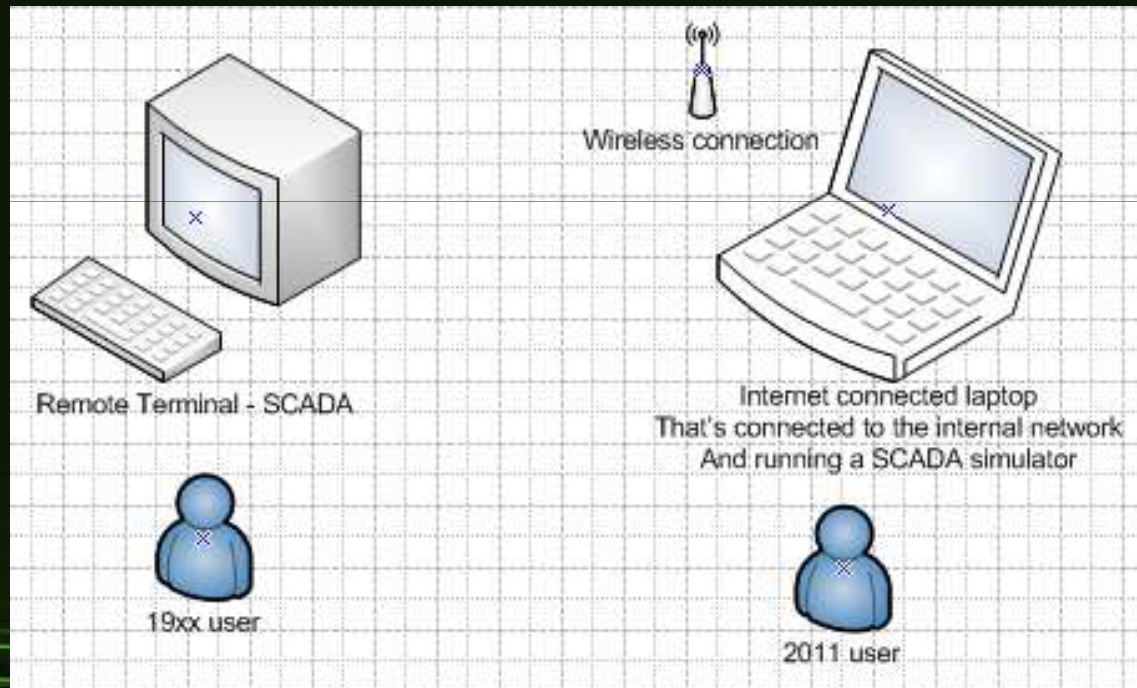 Wireless connection
Remote Terminal - SCADA
Internet connected laptop
That's connected to the internal network
And running a SCADA simulator
19xx user
2011 user